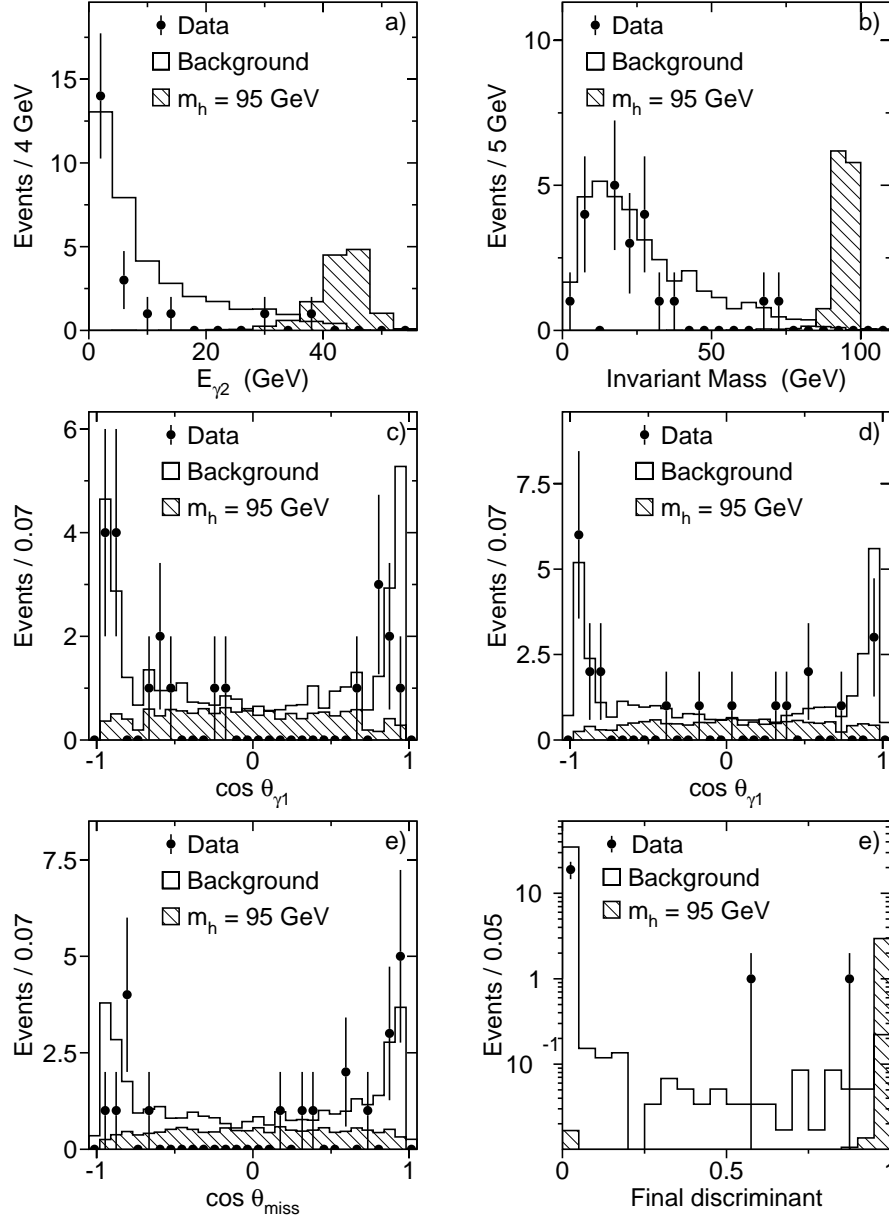 a)
Data
Background
m_h = 95 GeV
Events / 4 GeV
15
10
5
0
0 20 40
E_γ2 (GeV)
b)
Data
Background
m_h = 95 GeV
Events / 5 GeV
10
5
0
0 50 100
Invariant Mass (GeV)
c)
Data
Background
m_h = 95 GeV
Events / 0.07
6
4
2
0
-1 0 1
cos θ_γ1
d)
Data
Background
m_h = 95 GeV
Events / 0.07
7.5
5
2.5
0
-1 0 1
cos θ_γ1
e)
Data
Background
m_h = 95 GeV
Events / 0.07
7.5
5
2.5
0
-1 0 1
cos θ_miss
e)
Data
Background
m_h = 95 GeV
Events / 0.05
10
1
10^-1
0 0.5 1
Final discriminant